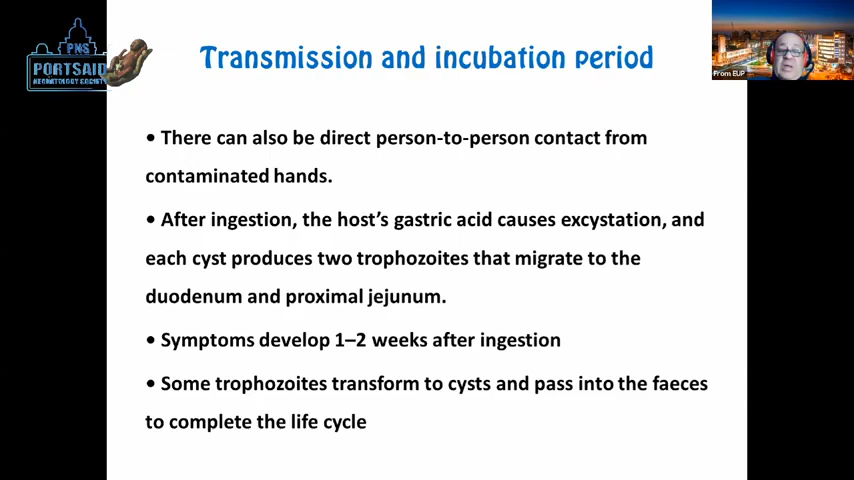 PNS
PORTSAID
NEONATOLOGY SOCIETY
Transmission and incubation period
From EUP
• There can also be direct person-to-person contact from
contaminated hands.
• After ingestion, the host's gastric acid causes excystation, and
each cyst produces two trophozoites that migrate to the
duodenum and proximal jejunum.
• Symptoms develop 1–2 weeks after ingestion
• Some trophozoites transform to cysts and pass into the faeces
to complete the life cycle